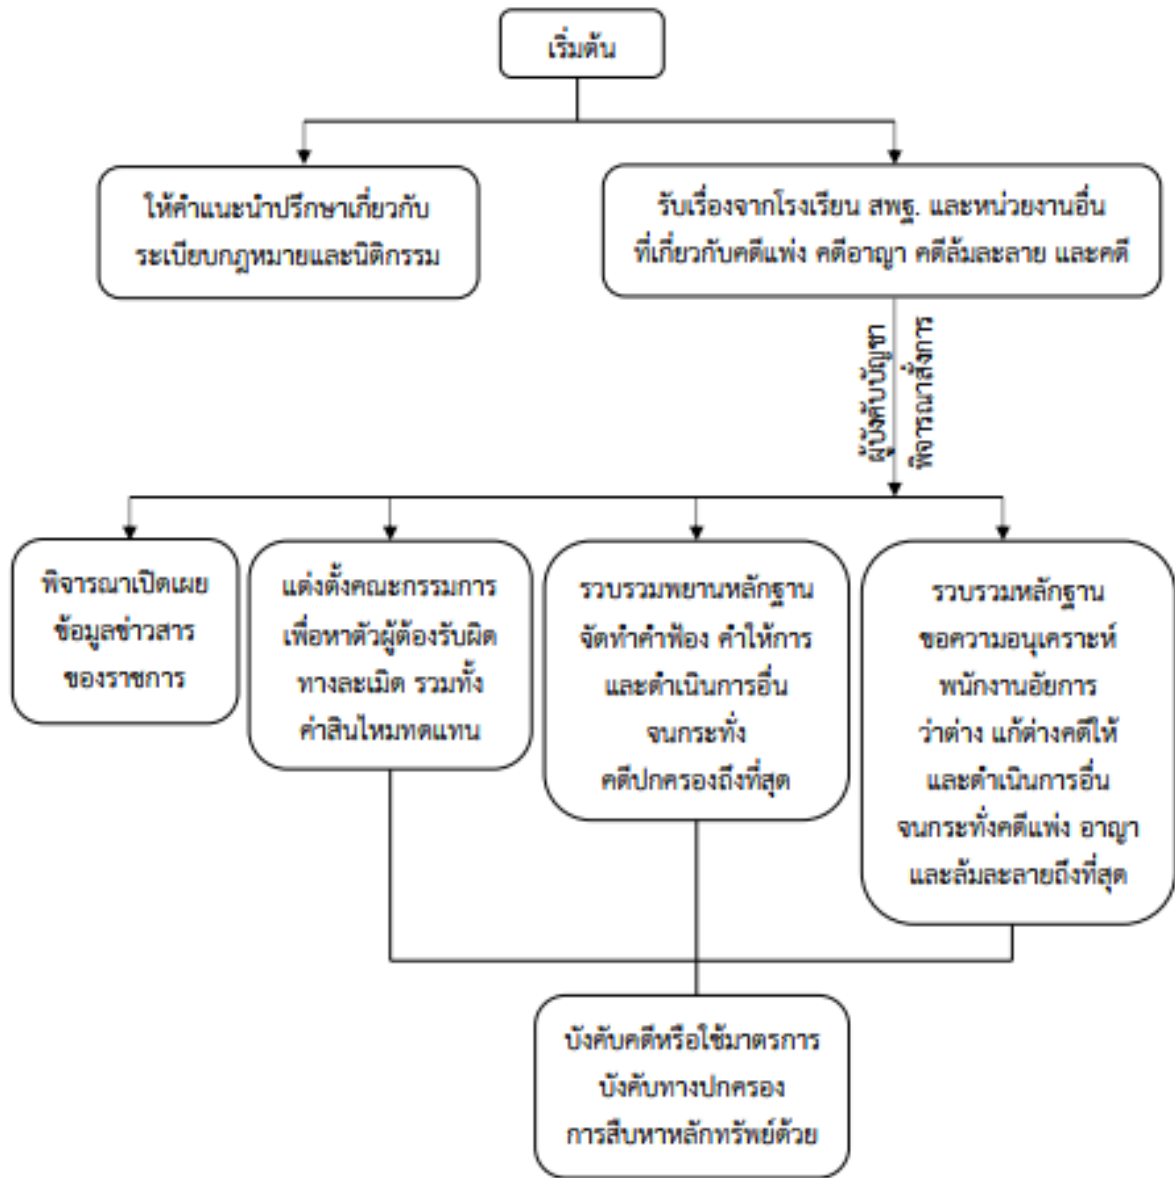 เริ่มต้น
ให้คำแนะนำปรึกษาเกี่ยวกับ
ระเบียบกฎหมายและนิติกรรม
รับเรื่องจากโรงเรียน สพฐ. และหน่วยงานอื่น
ที่เกี่ยวกับคดีแพ่ง คดีอาญา คดีล้มละลาย และคดี
ผู้บังคับบัญชา
พิจารณาสั่งการ
พิจารณาเปิดเผย
ข้อมูลข่าวสาร
ของราชการ
แต่งตั้งคณะกรรมการ
เพื่อหาตัวผู้ต้องรับผิด
ทางละเมิด รวมทั้ง
ค่าสินไหมทดแทน
รวบรวมพยานหลักฐาน
จัดทำคำฟ้อง คำให้การ
และดำเนินการอื่น
จนกระทั่ง
คดีปกครองถึงที่สุด
รวบรวมหลักฐาน
ขอความอนุเคราะห์
พนักงานอัยการ
ว่าต่าง แก้ต่างคดีให้
และดำเนินการอื่น
จนกระทั่งคดีแพ่ง อาญา
และล้มละลายถึงที่สุด
บังคับคดีหรือใช้มาตรการ
บังคับทางปกครอง
การสืบหาหลักทรัพย์ด้วย